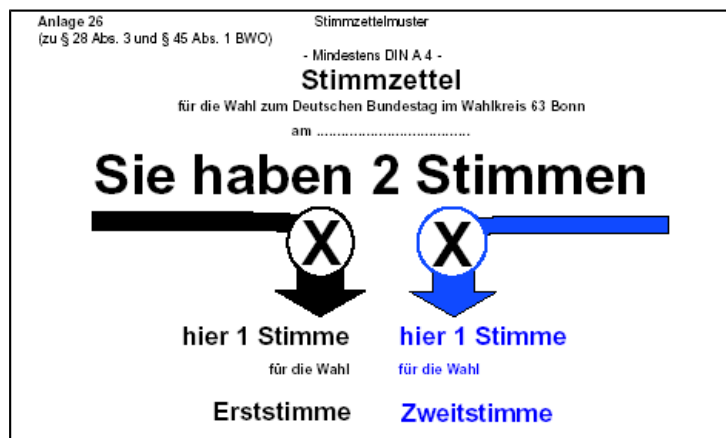 Anlage 26
Stimmzettelmuster
(zu § 28 Abs. 3 und § 45 Abs. 1 BWO)
- Mindestens DIN A 4 -
Stimmzettel
für die Wahl zum Deutschen Bundestag im Wahlkreis 63 Bonn
am .....................................
Sie haben 2 Stimmen
X X
hier 1 Stimme hier 1 Stimme
für die Wahl für die Wahl
Erststimme Zweitstimme